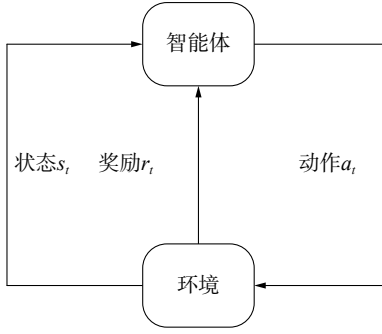 智能体
状态s_t
奖励r_t
动作a_t
环境